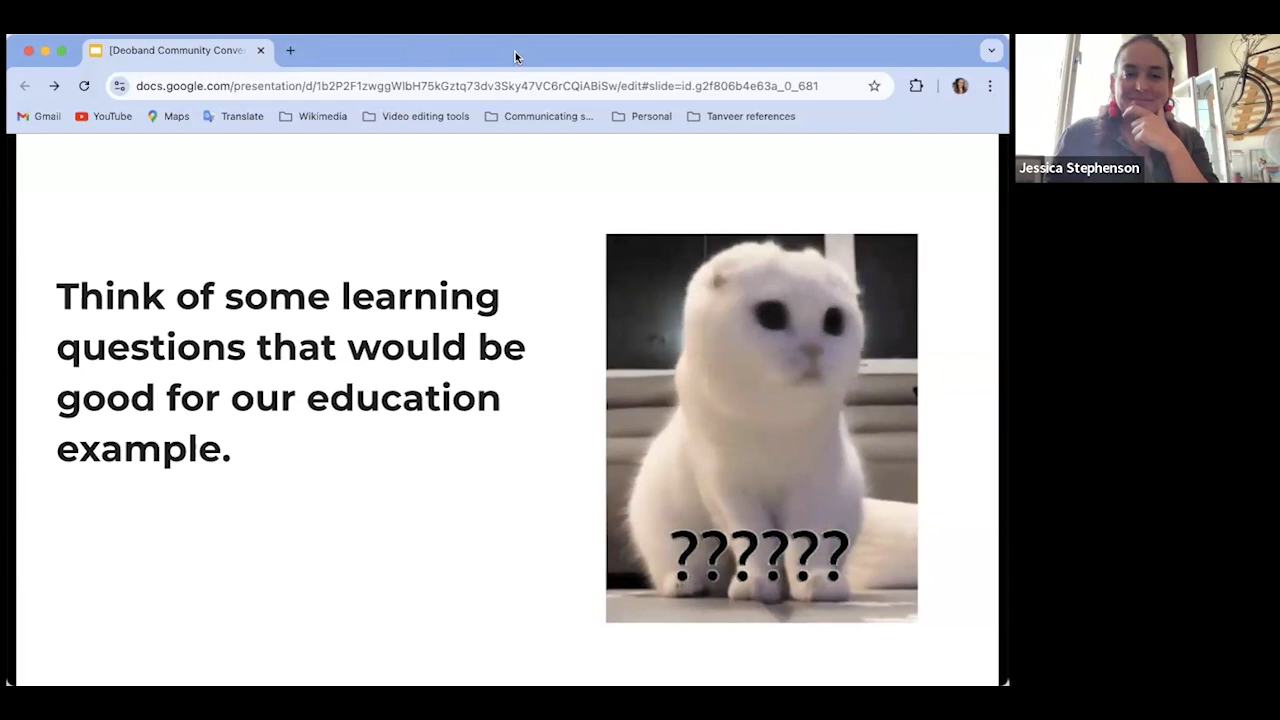 [Deoband Community Conve
docs.google.com/presentation/d/1b2P2F1zwggWlbH75kGztq73dv3Sky47VC6rCQiABiSw/edit#slide=id.g2f806b4e63a_0_681
Gmail YouTube Maps Translate Wikimedia Video editing tools Communicating s... Personal Tanveer references
Jessica Stephenson
Think of some learning
questions that would be
good for our education
example.
??????